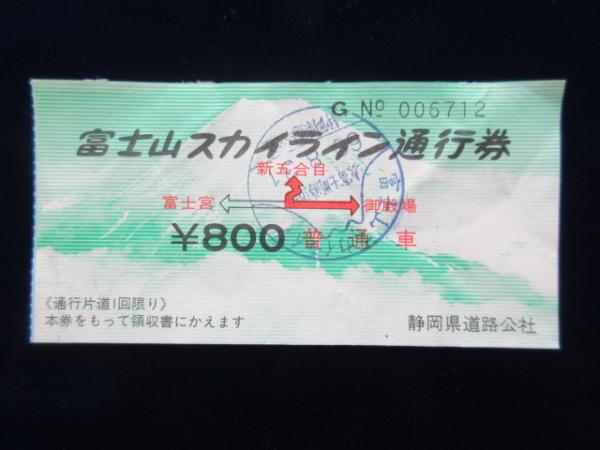 G No 006712
富士山スカイライン通行券
新五合目
富士宮 御殿場
¥800 普通車
《通行片道1回限り》
本券をもって領収書にかえます
静岡県道路公社